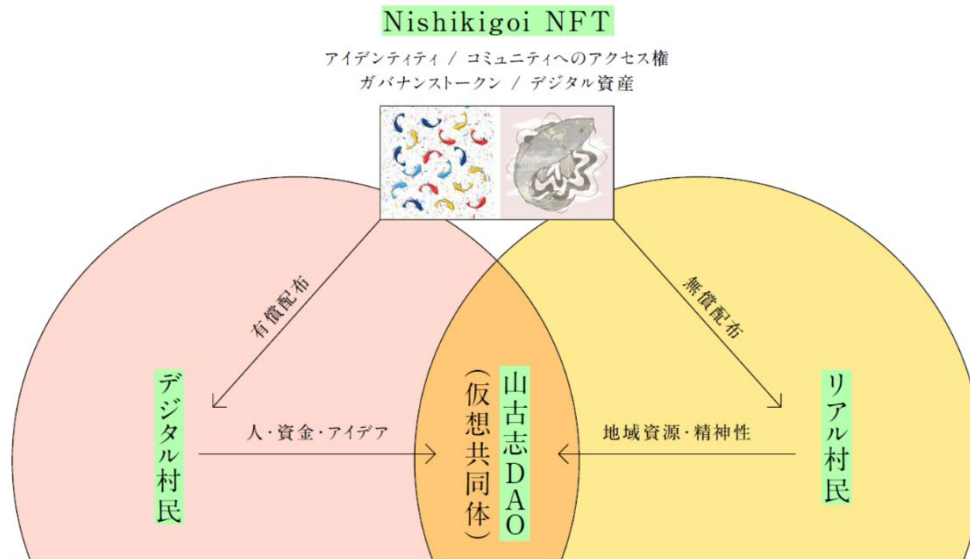 Nishikigoi NFT
アイデンティティ / コミュニティへのアクセス権
ガバナンストークン / デジタル資産
有償配布
無償配布
デジタル村民
人・資金・アイデア
山古志DAO
(仮想共同体)
地域資源・精神性
リアル村民